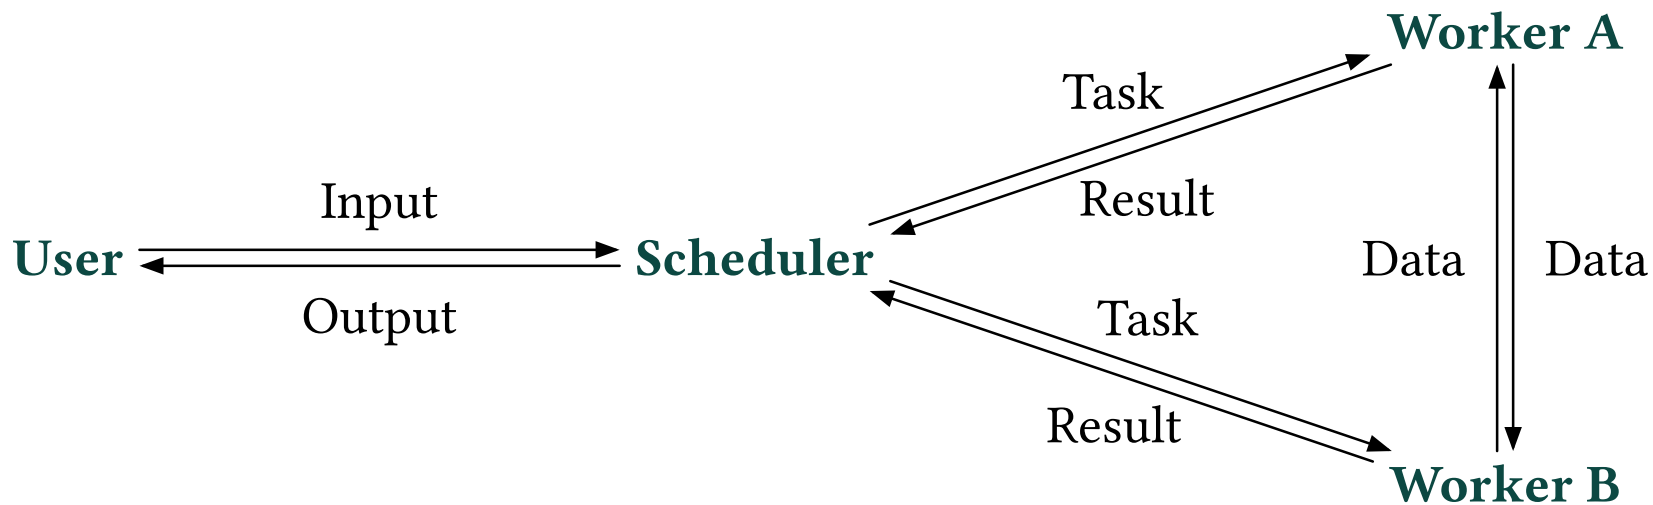 Worker A
Task
Input
Result
User
Scheduler
Data
Data
Output
Task
Result
Worker B